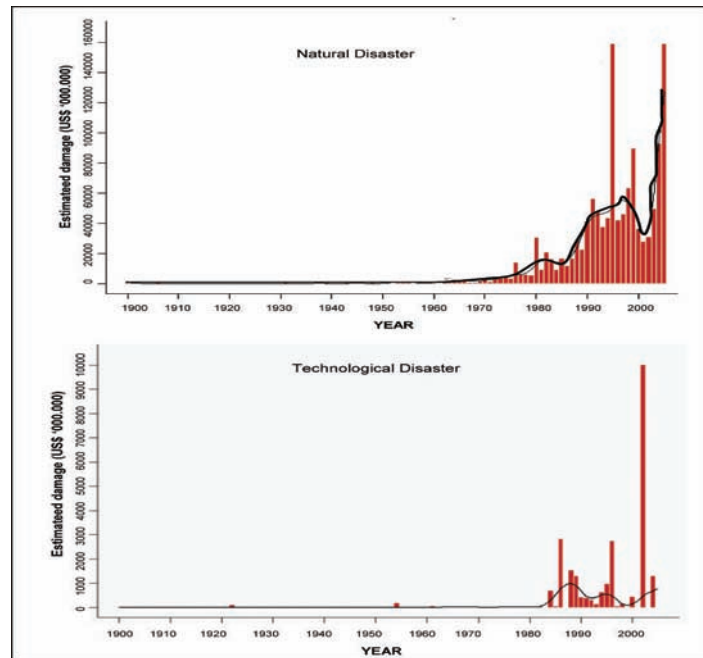 Natural Disaster
Estimateed damage (US$ '000.000)
160000
140000
120000
100000
80000
60000
40000
20000
0
1900 1910 1920 1930 1940 1950 1960 1970 1980 1990 2000
YEAR
Technological Disaster
Estimateed damage (US$ '000.000)
10000
9000
8000
7000
6000
5000
4000
3000
2000
1000
0
1900 1910 1920 1930 1940 1950 1960 1970 1980 1990 2000
YEAR